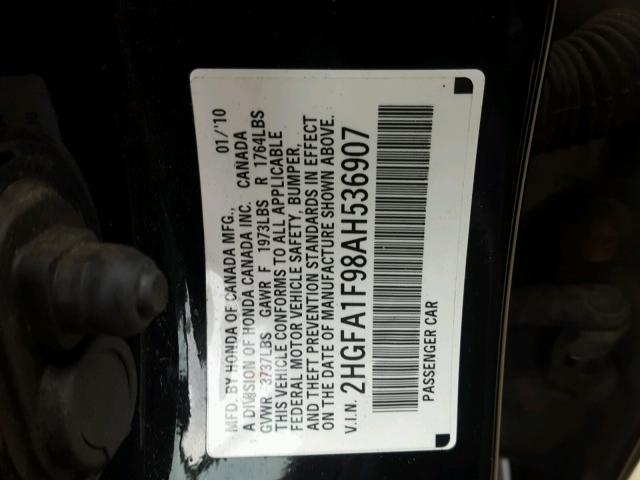 MFD. BY HONDA OF CANADA MFG., 01/'10
A DIVISION OF HONDA CANADA INC. CANADA
GVWR 3737LBS GAWR F 1973LBS R 1764LBS
THIS VEHICLE CONFORMS TO ALL APPLICABLE
FEDERAL MOTOR VEHICLE SAFETY, BUMPER,
AND THEFT PREVENTION STANDARDS IN EFFECT
ON THE DATE OF MANUFACTURE SHOWN ABOVE.
V.I.N. 2HGFA1F98AH536907
PASSENGER CAR